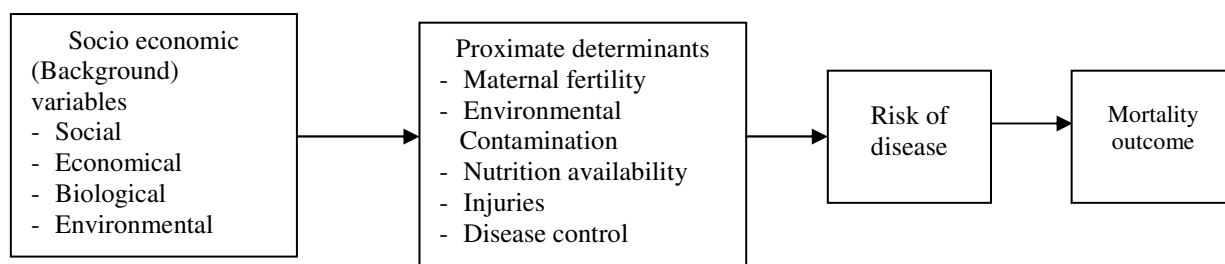 Socio economic
(Background)
variables
- Social
- Economical
- Biological
- Environmental
Proximate determinants
- Maternal fertility
- Environmental
Contamination
- Nutrition availability
- Injuries
- Disease control
Risk of
disease
Mortality
outcome